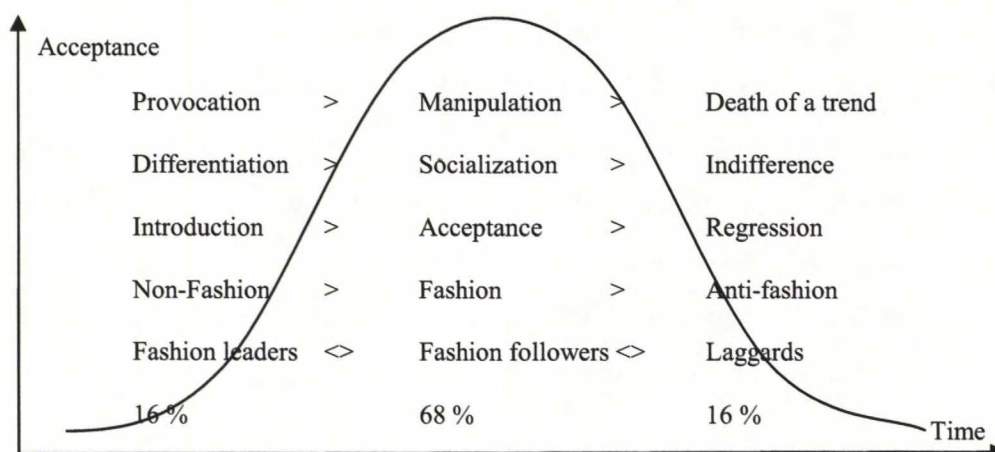 Acceptance
Provocation > Manipulation > Death of a trend
Differentiation > Socialization > Indifference
Introduction > Acceptance > Regression
Non-Fashion > Fashion > Anti-fashion
Fashion leaders <> Fashion followers <> Laggards
16 % 68 % 16 %
Time